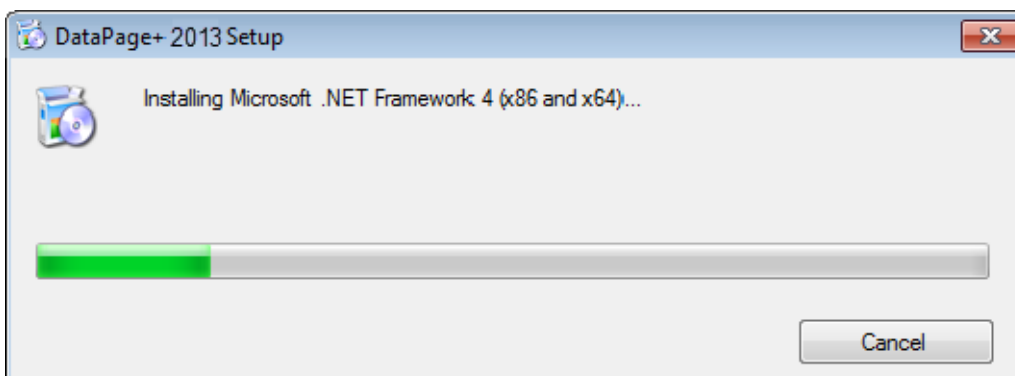 DataPage+ 2013 Setup
Installing Microsoft .NET Framework 4 (x86 and x64)...
Cancel